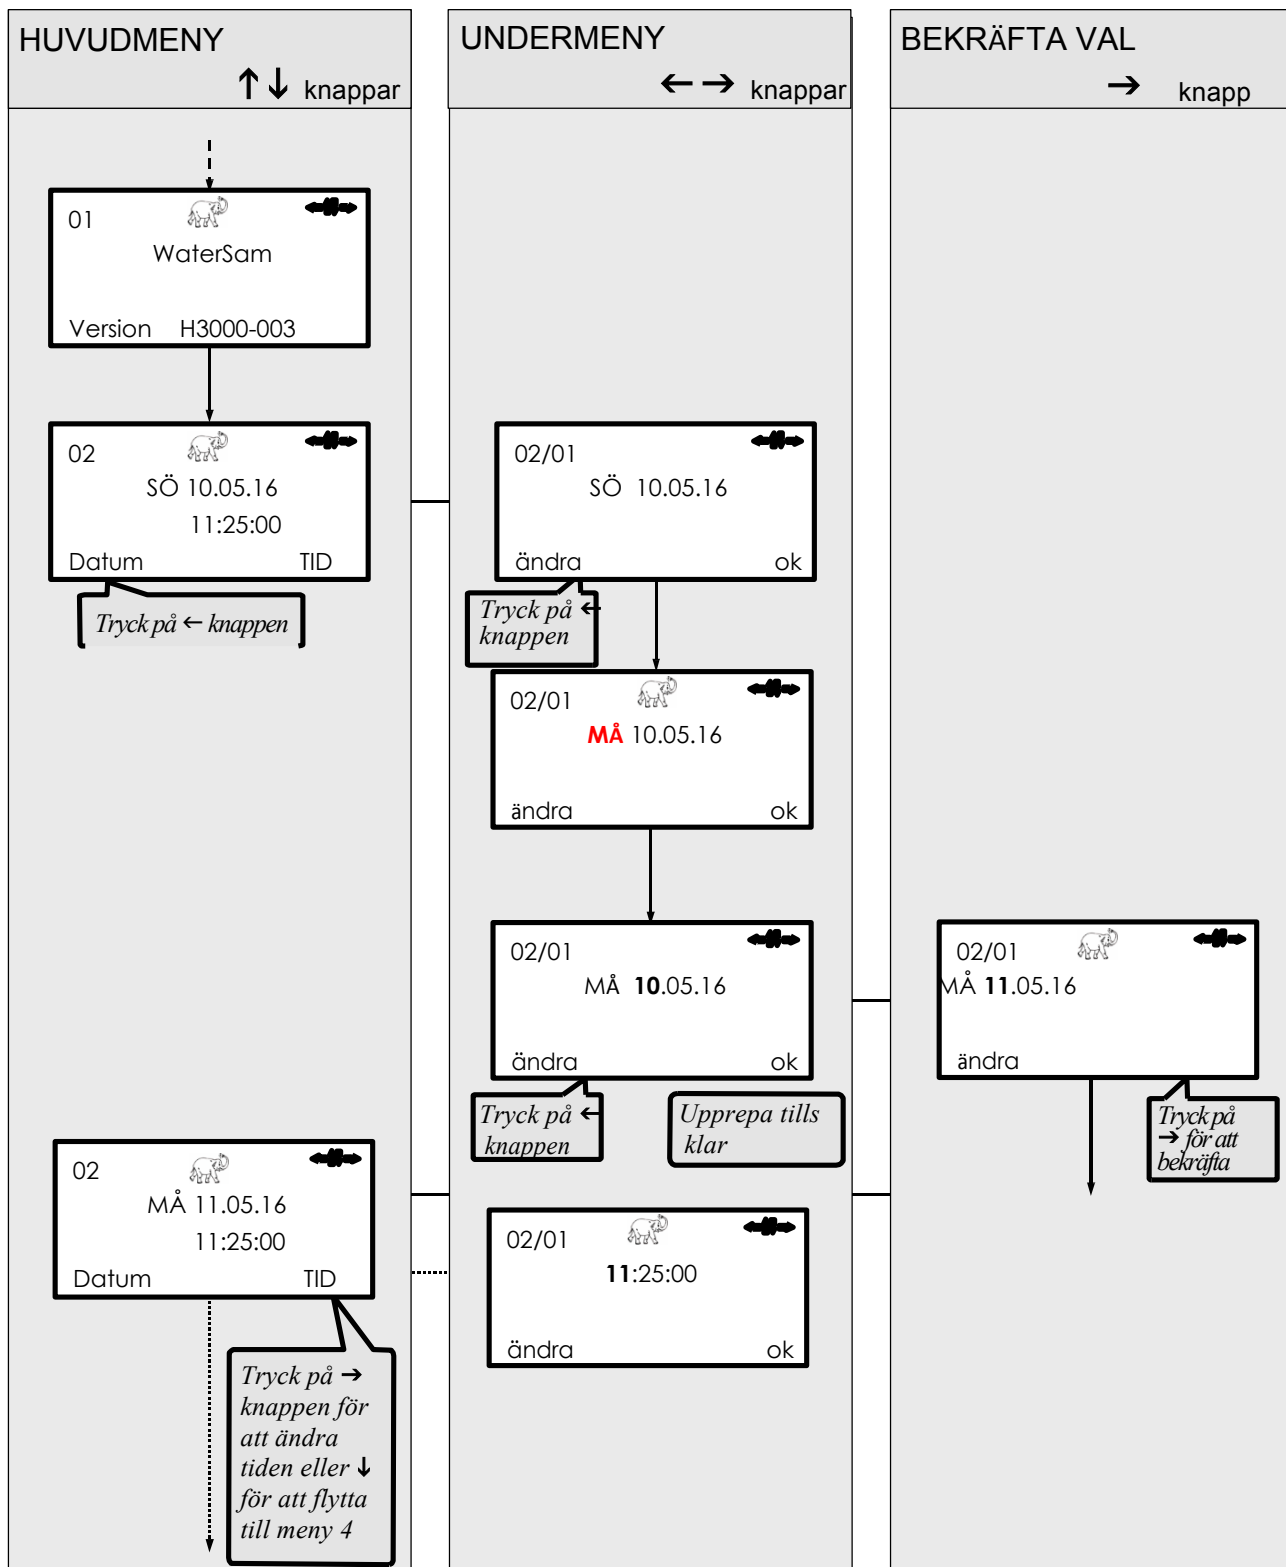 HUVUDMENY
↑↓ knappar
UNDERMENY
← → knappar
BEKRÄFTA VAL
→ knapp
01
WaterSam
Version H3000-003
02
SÖ 10.05.16
11:25:00
Datum TID
Tryck på ← knappen
02/01
SÖ 10.05.16
ändra ok
Tryck på ←
knappen
02/01
MÅ 10.05.16
ändra ok
02/01
MÅ 10.05.16
ändra ok
Tryck på ←
knappen
Upprepa tills
klar
02/01
MÅ 11.05.16
ändra
Tryck på
→ för att
bekräfta
02
MÅ 11.05.16
11:25:00
Datum TID
Tryck på →
knappen för
att ändra
tiden eller ↓
för att flytta
till meny 4
02/01
11:25:00
ändra ok